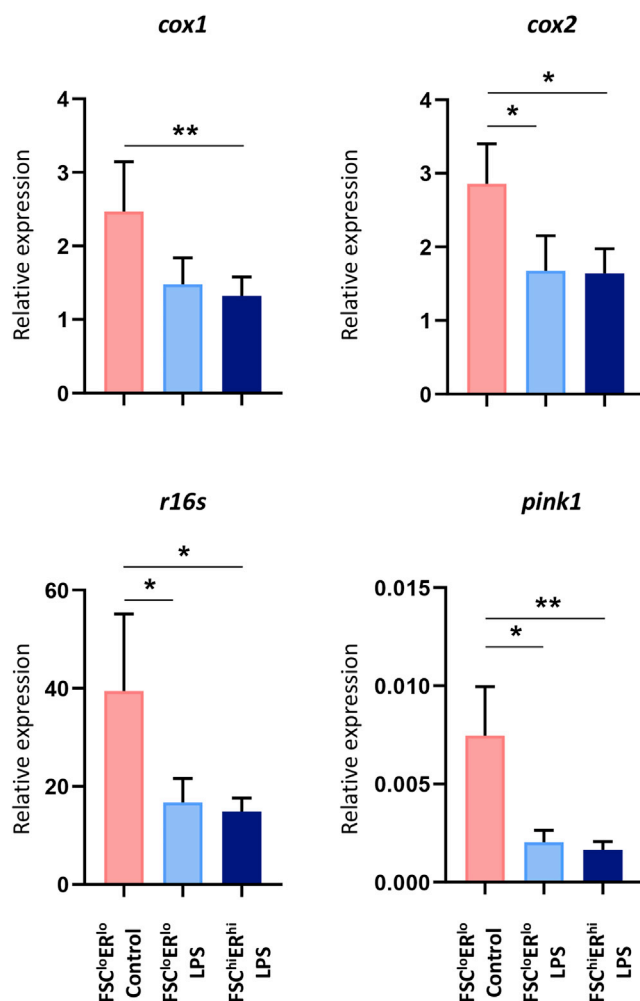 cox1
Relative expression
4
3
2
1
0
**
cox2
Relative expression
4
3
2
1
0
*
*
r16s
Relative expression
60
40
20
0
*
*
FSCloERlo
Control
FSCloERlo
LPS
FSChiERhi
LPS
pink1
Relative expression
0.015
0.010
0.005
0.000
**
*
FSCloERlo
Control
FSCloERlo
LPS
FSChiERhi
LPS